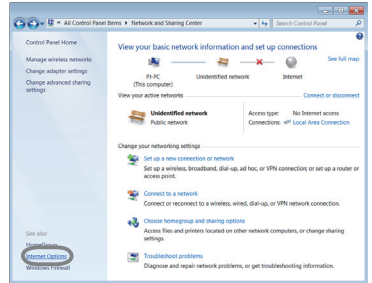 « All Control Panel Items ▸ Network and Sharing Center
Search Control Panel
Control Panel Home
Manage wireless networks
Change adapter settings
Change advanced sharing
settings
View your basic network information and set up connections
See full map
PJ-PC
(This computer)
Unidentified network
Internet
View your active networks
Connect or disconnect
Unidentified network
Public network
Access type: No Internet access
Connections: Local Area Connection
Change your networking settings
Set up a new connection or network
Set up a wireless, broadband, dial-up, ad hoc, or VPN connection; or set up a router or
access point.
Connect to a network
Connect or reconnect to a wireless, wired, dial-up, or VPN network connection.
Choose homegroup and sharing options
Access files and printers located on other network computers, or change sharing
settings.
Troubleshoot problems
Diagnose and repair network problems, or get troubleshooting information.
See also
HomeGroup
Internet Options
Windows Firewall